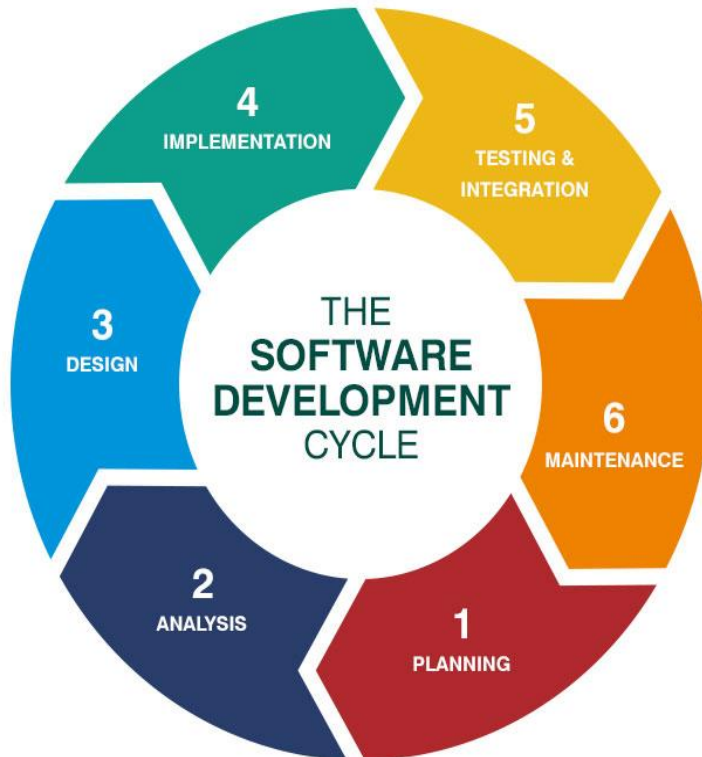 THE
SOFTWARE
DEVELOPMENT
CYCLE
1
PLANNING
2
ANALYSIS
3
DESIGN
4
IMPLEMENTATION
5
TESTING &
INTEGRATION
6
MAINTENANCE